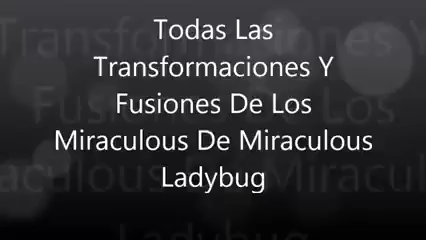 Todas Las
Transformaciones Y
Fusiones De Los
Miraculous De Miraculous
Ladybug